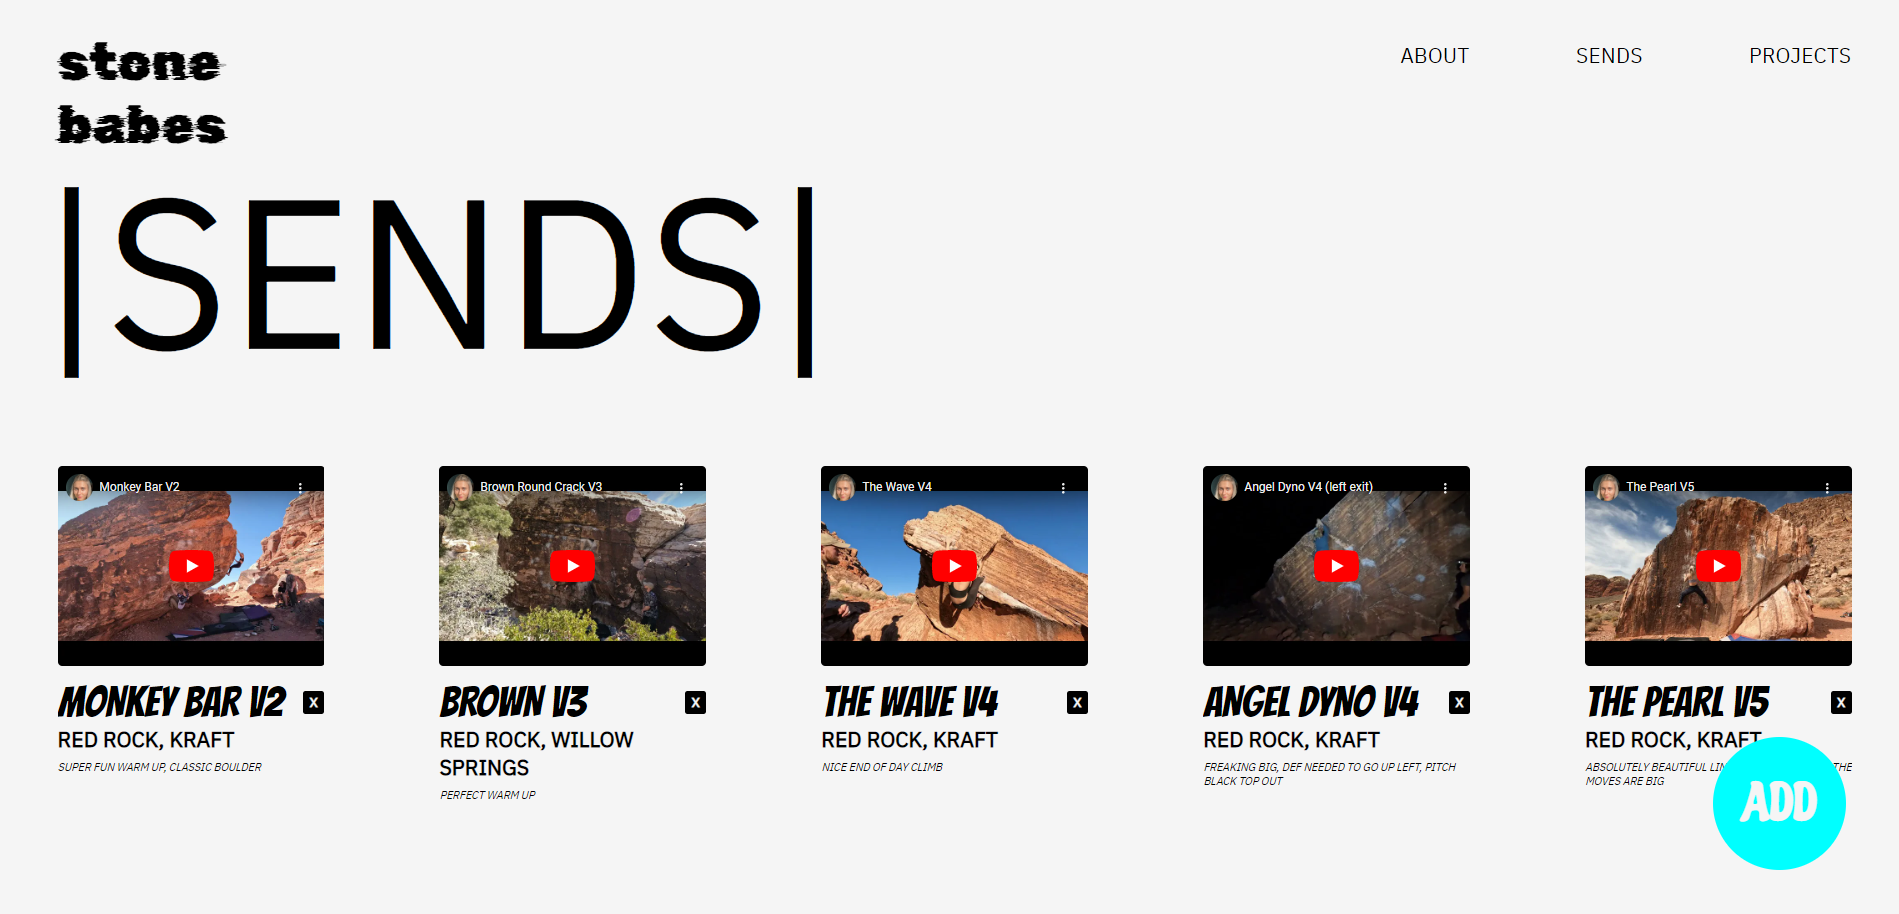 stone
babes
ABOUT
SENDS
PROJECTS
|SENDS|
Monkey Bar V2
MONKEY BAR V2
X
RED ROCK, KRAFT
SUPER FUN WARM UP, CLASSIC BOULDER
Brown Round Crack V3
BROWN V3
X
RED ROCK, WILLOW
SPRINGS
PERFECT WARM UP
The Wave V4
THE WAVE V4
X
RED ROCK, KRAFT
NICE END OF DAY CLIMB
Angel Dyno V4 (left exit)
ANGEL DYNO V4
X
RED ROCK, KRAFT
FREAKING BIG, DEF NEEDED TO GO UP LEFT, PITCH
BLACK TOP OUT
The Pearl V5
THE PEARL V5
X
RED ROCK, KRAFT
ABSOLUTELY BEAUTIFUL THE
MOVES ARE BIG
ADD